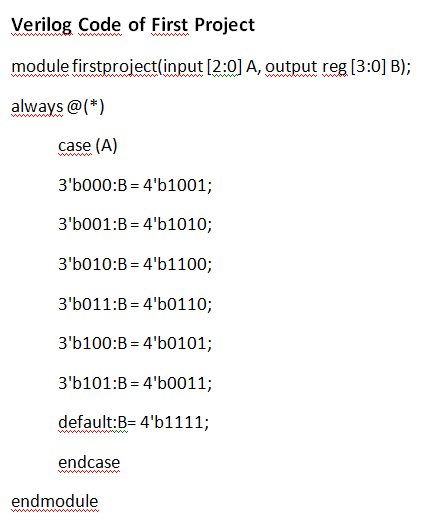 Verilog Code of First Project
module firstproject(input [2:0] A, output reg [3:0] B);
always @(*)
case (A)
3'b000:B = 4'b1001;
3'b001:B = 4'b1010;
3'b010:B = 4'b1100;
3'b011:B = 4'b0110;
3'b100:B = 4'b0101;
3'b101:B = 4'b0011;
default:B= 4'b1111;
endcase
endmodule